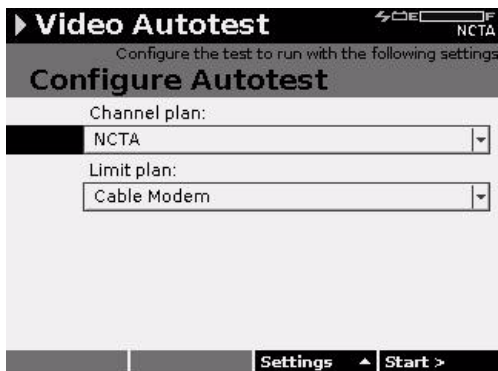 Video Autotest
E F
NCTA
Configure the test to run with the following settings
Configure Autotest
Channel plan:
NCTA
Limit plan:
Cable Modem
Settings Start >